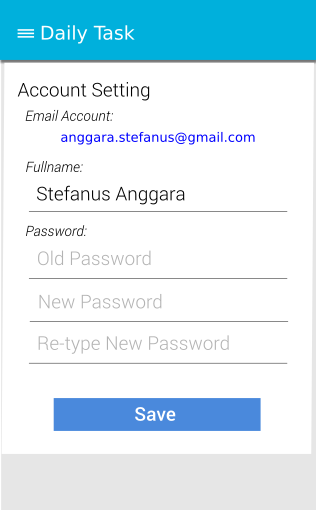 Daily Task
Account Setting
Email Account:
anggara.stefanus@gmail.com
Fullname:
Stefanus Anggara
Password:
Old Password
New Password
Re-type New Password
Save